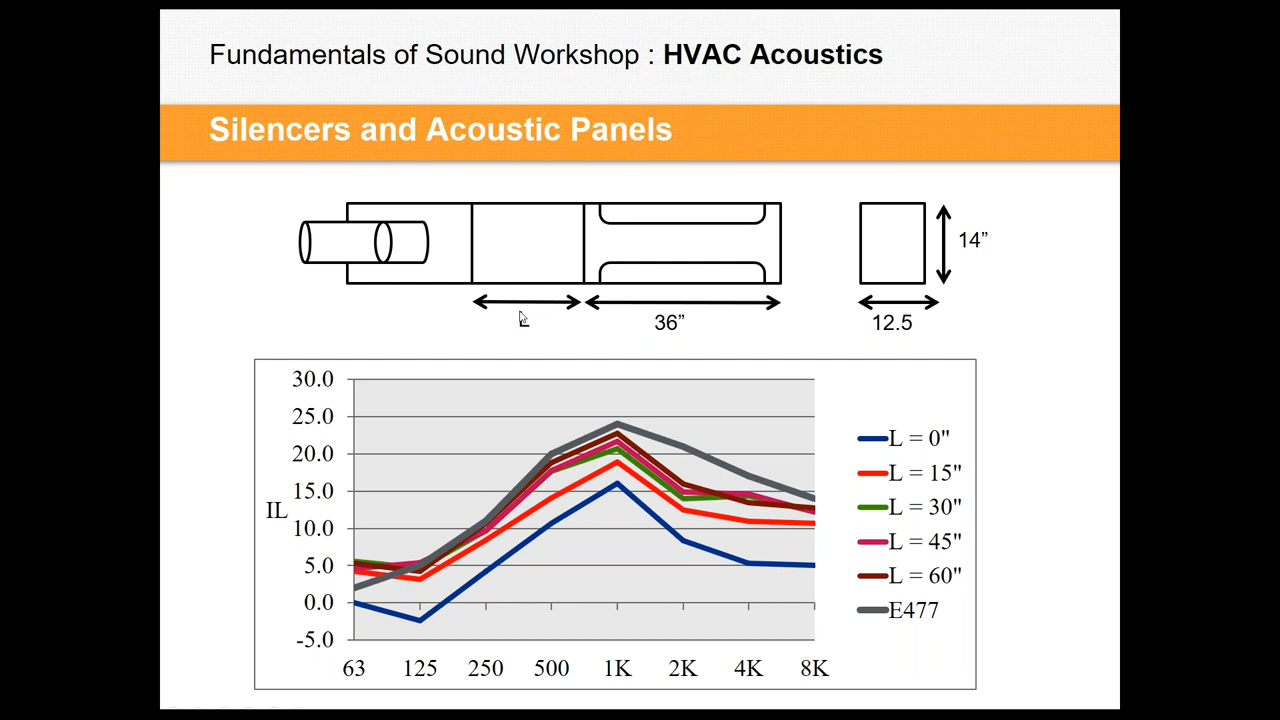 Fundamentals of Sound Workshop : HVAC Acoustics
Silencers and Acoustic Panels
14”
L
36”
12.5
30.0
25.0
20.0
15.0
10.0
5.0
0.0
-5.0
IL
63 125 250 500 1K 2K 4K 8K
L = 0"
L = 15"
L = 30"
L = 45"
L = 60"
E477